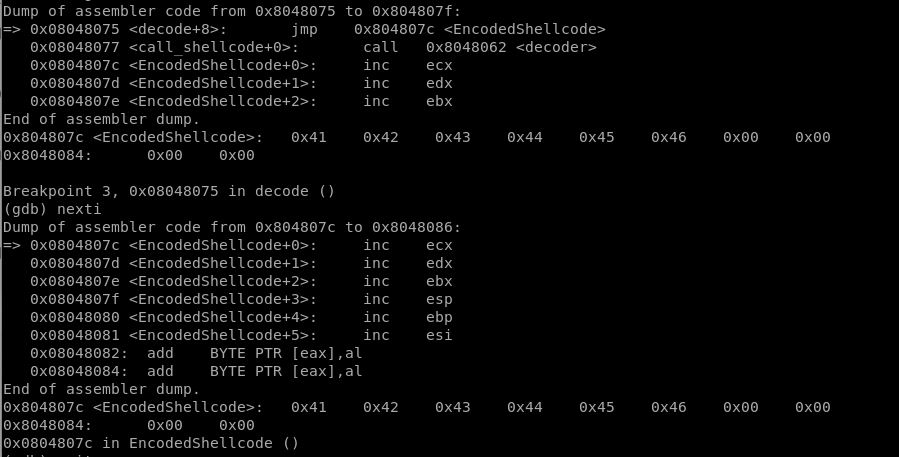 Dump of assembler code from 0x8048075 to 0x804807f:
=> 0x08048075 <decode+8>:      jmp    0x804807c <EncodedShellcode>
   0x08048077 <call_shellcode+0>:    call   0x8048062 <decoder>
   0x0804807c <EncodedShellcode+0>:     inc    ecx
   0x0804807d <EncodedShellcode+1>:     inc    edx
   0x0804807e <EncodedShellcode+2>:     inc    ebx
End of assembler dump.
0x804807c <EncodedShellcode>:   0x41    0x42    0x43    0x44    0x45    0x46    0x00    0x00
0x8048084:      0x00    0x00
Breakpoint 3, 0x08048075 in decode ()
(gdb) nexti
Dump of assembler code from 0x804807c to 0x8048086:
=> 0x0804807c <EncodedShellcode+0>:     inc    ecx
   0x0804807d <EncodedShellcode+1>:     inc    edx
   0x0804807e <EncodedShellcode+2>:     inc    ebx
   0x0804807f <EncodedShellcode+3>:     inc    esp
   0x08048080 <EncodedShellcode+4>:     inc    ebp
   0x08048081 <EncodedShellcode+5>:     inc    esi
   0x08048082:  add    BYTE PTR [eax],al
   0x08048084:  add    BYTE PTR [eax],al
End of assembler dump.
0x804807c <EncodedShellcode>:   0x41    0x42    0x43    0x44    0x45    0x46    0x00    0x00
0x8048084:      0x00    0x00
0x0804807c in EncodedShellcode ()